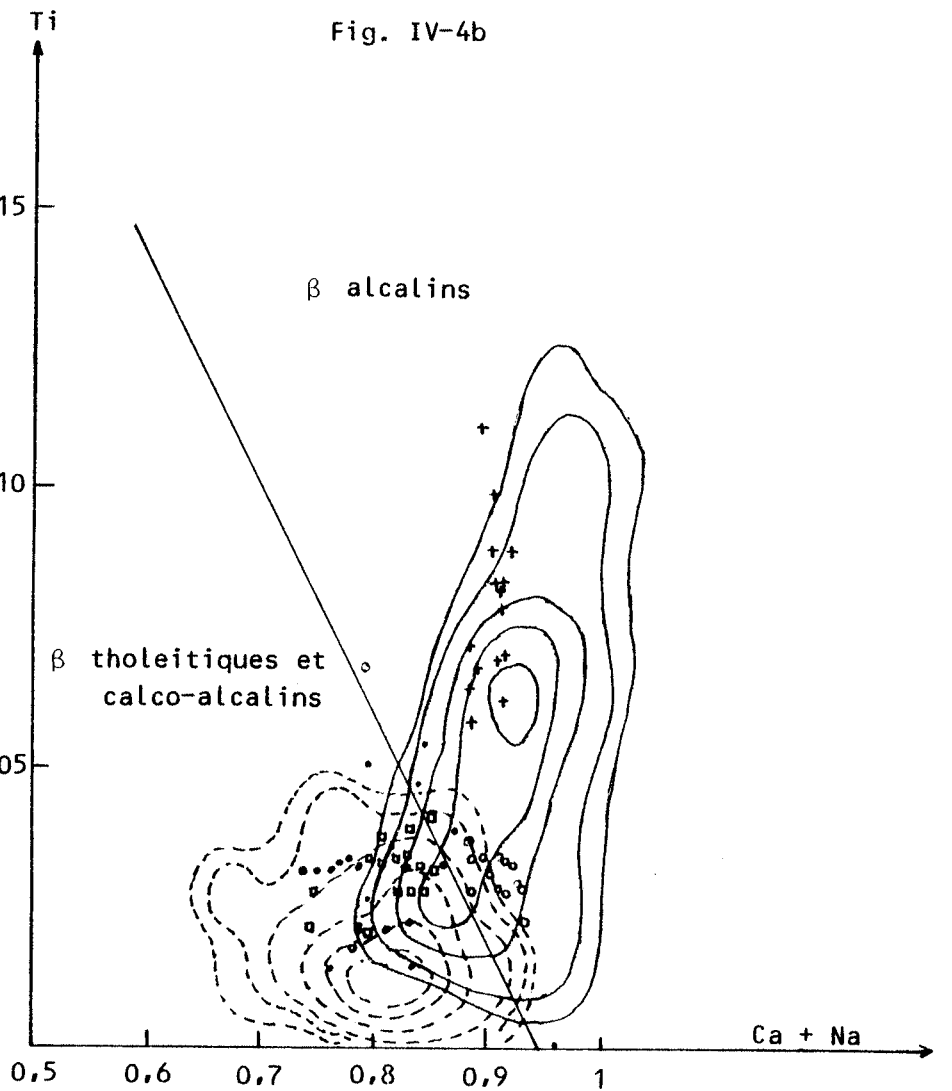 Fig. IV-4b
Ti
15
β alcalins
10
β tholeitiques et
calco-alcalins
05
Ca + Na
0,5
0,6
0,7
0,8
0,9
1